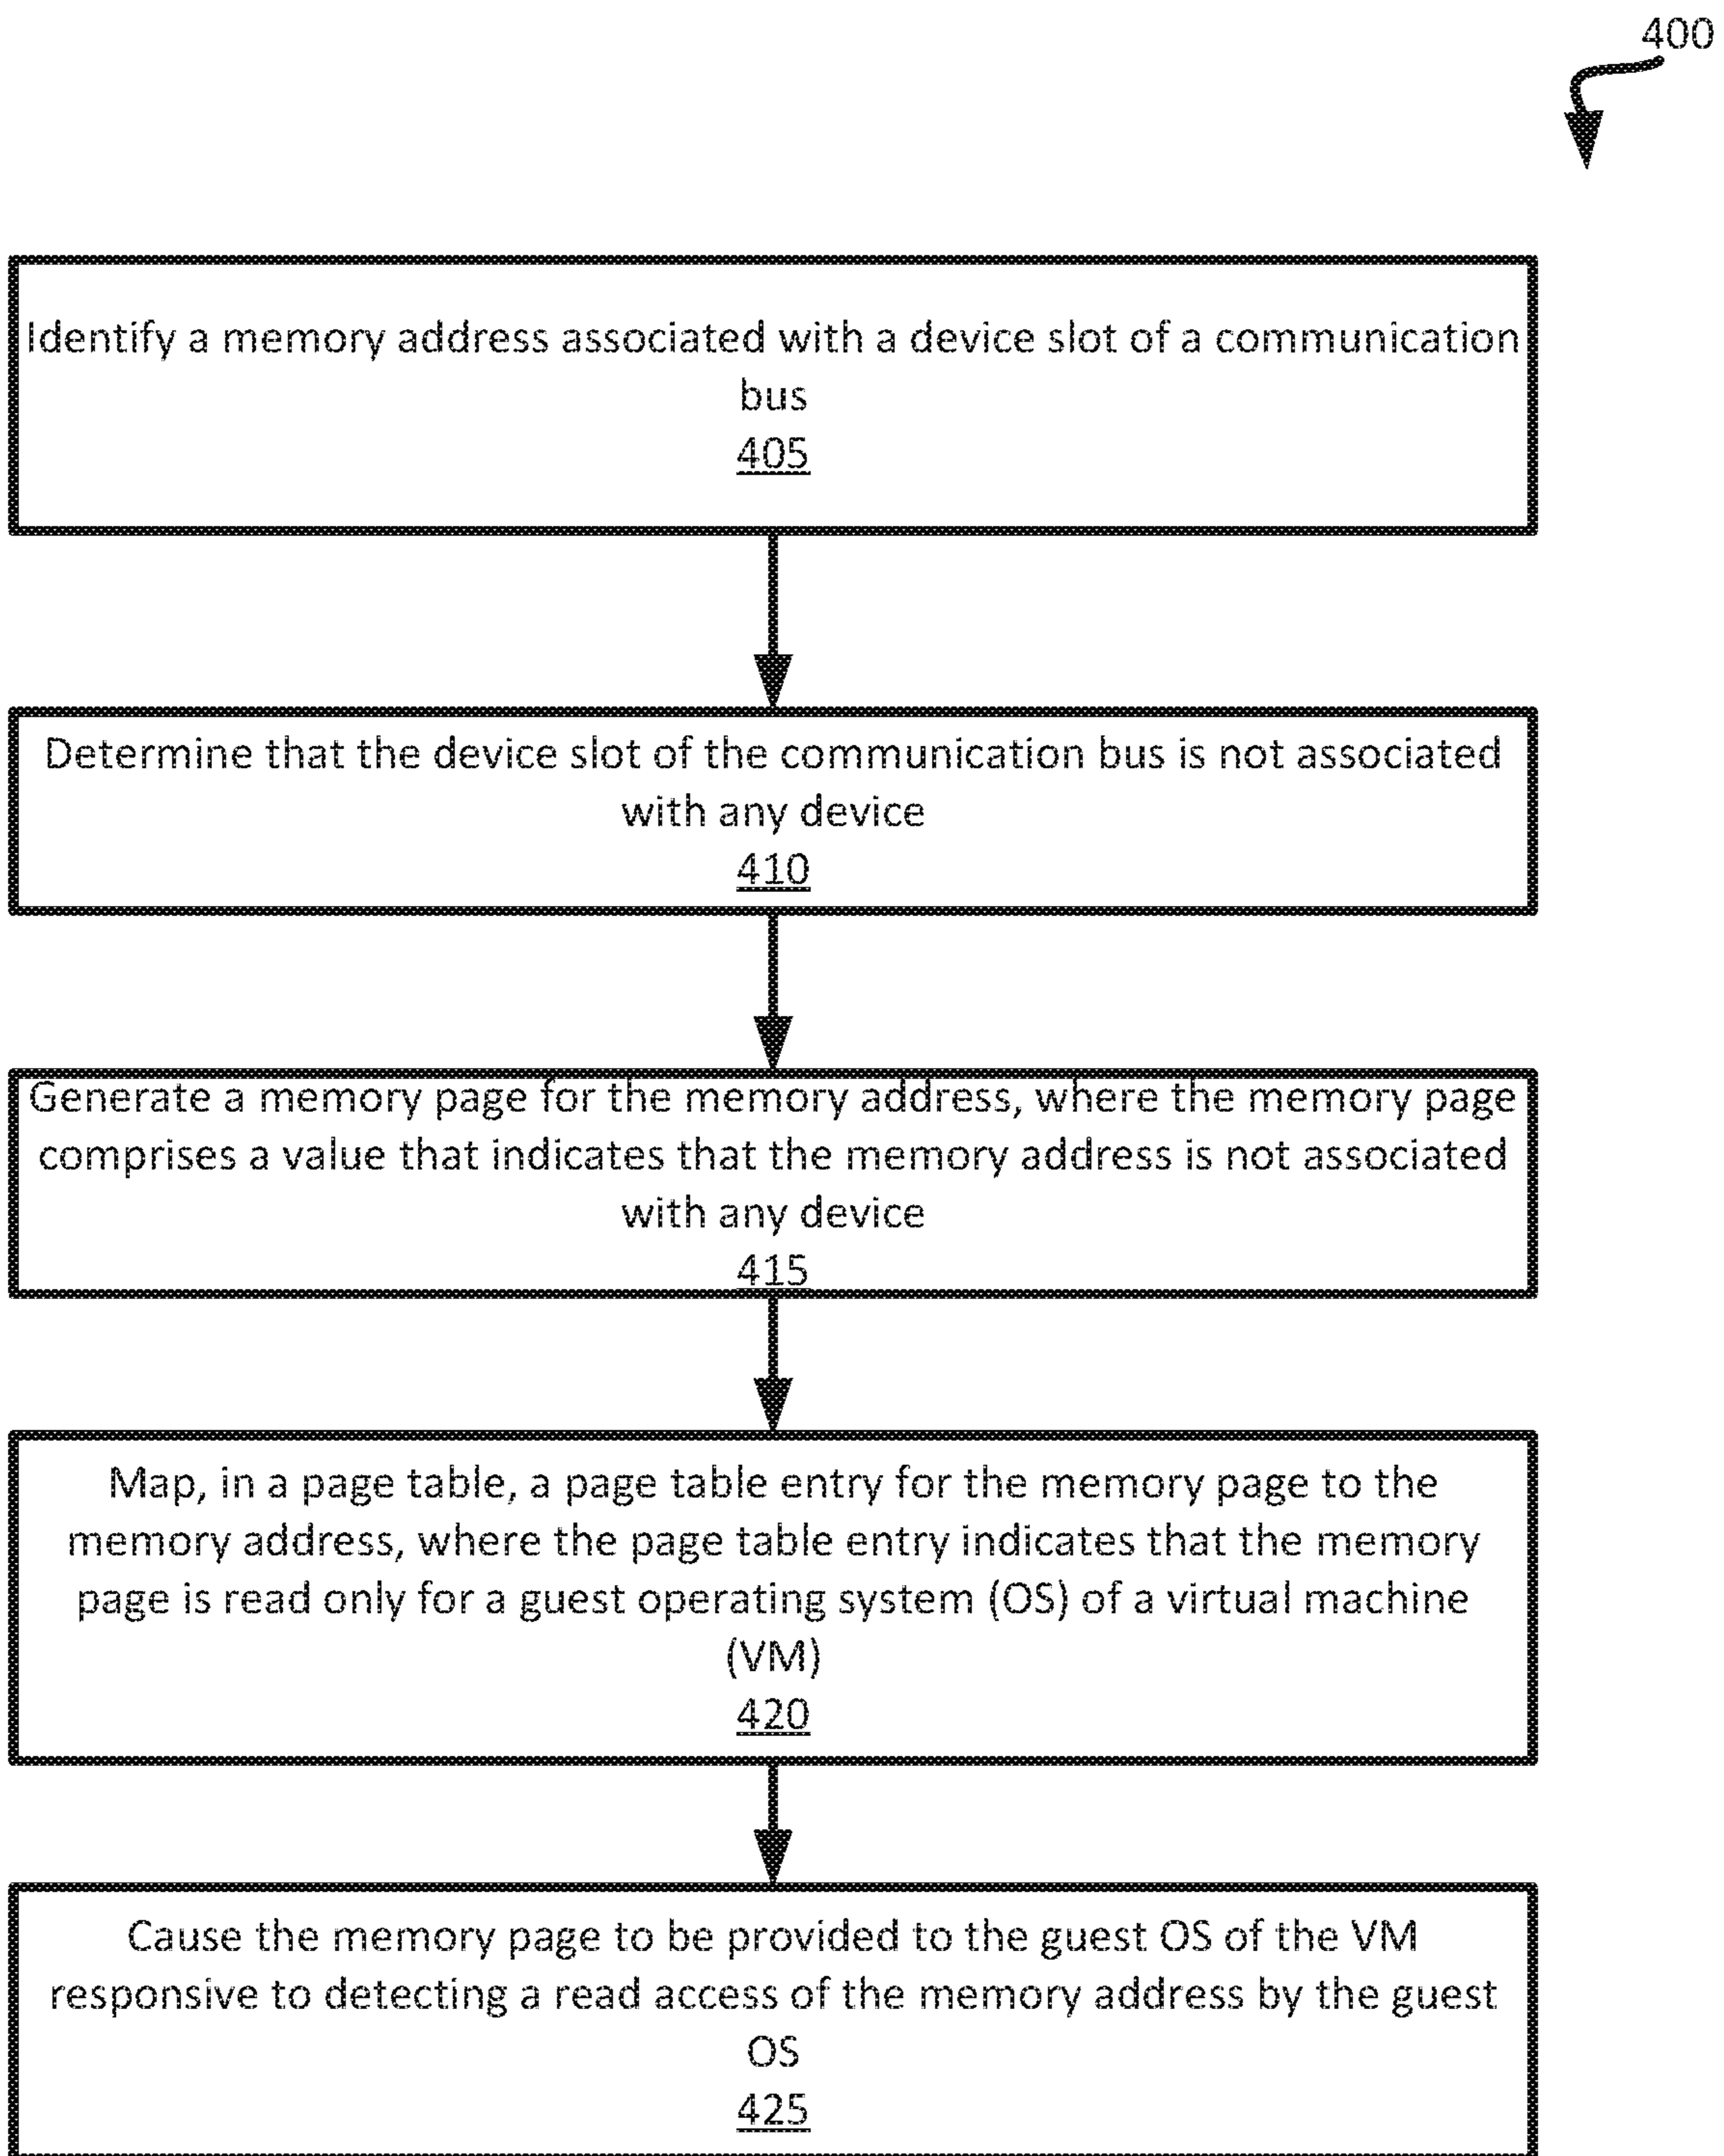 400
Identify a memory address associated with a device slot of a communication
bus
405
Determine that the device slot of the communication bus is not associated
with any device
410
Generate a memory page for the memory address, where the memory page
comprises a value that indicates that the memory address is not associated
with any device
415
Map, in a page table, a page table entry for the memory page to the
memory address, where the page table entry indicates that the memory
page is read only for a guest operating system (OS) of a virtual machine
(VM)
420
Cause the memory page to be provided to the guest OS of the VM
responsive to detecting a read access of the memory address by the guest
OS
425